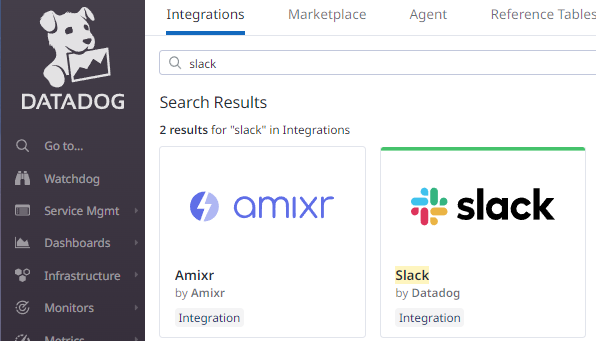 Integrations Marketplace Agent Reference Tables
slack
Search Results
2 results for "slack" in Integrations
DATADOG
Go to...
Watchdog
Service Mgmt
Dashboards
Infrastructure
Monitors
Metrics
amixr
Amixr
by Amixr
Integration
slack
Slack
by Datadog
Integration